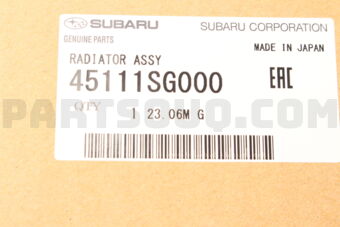 SUBARU SUBARU CORPORATION
GENUINE PARTS
MADE IN JAPAN
RADIATOR ASSY
45111SG000
EAC
QTY
1 23.06M G
PARTSOUQ.COM